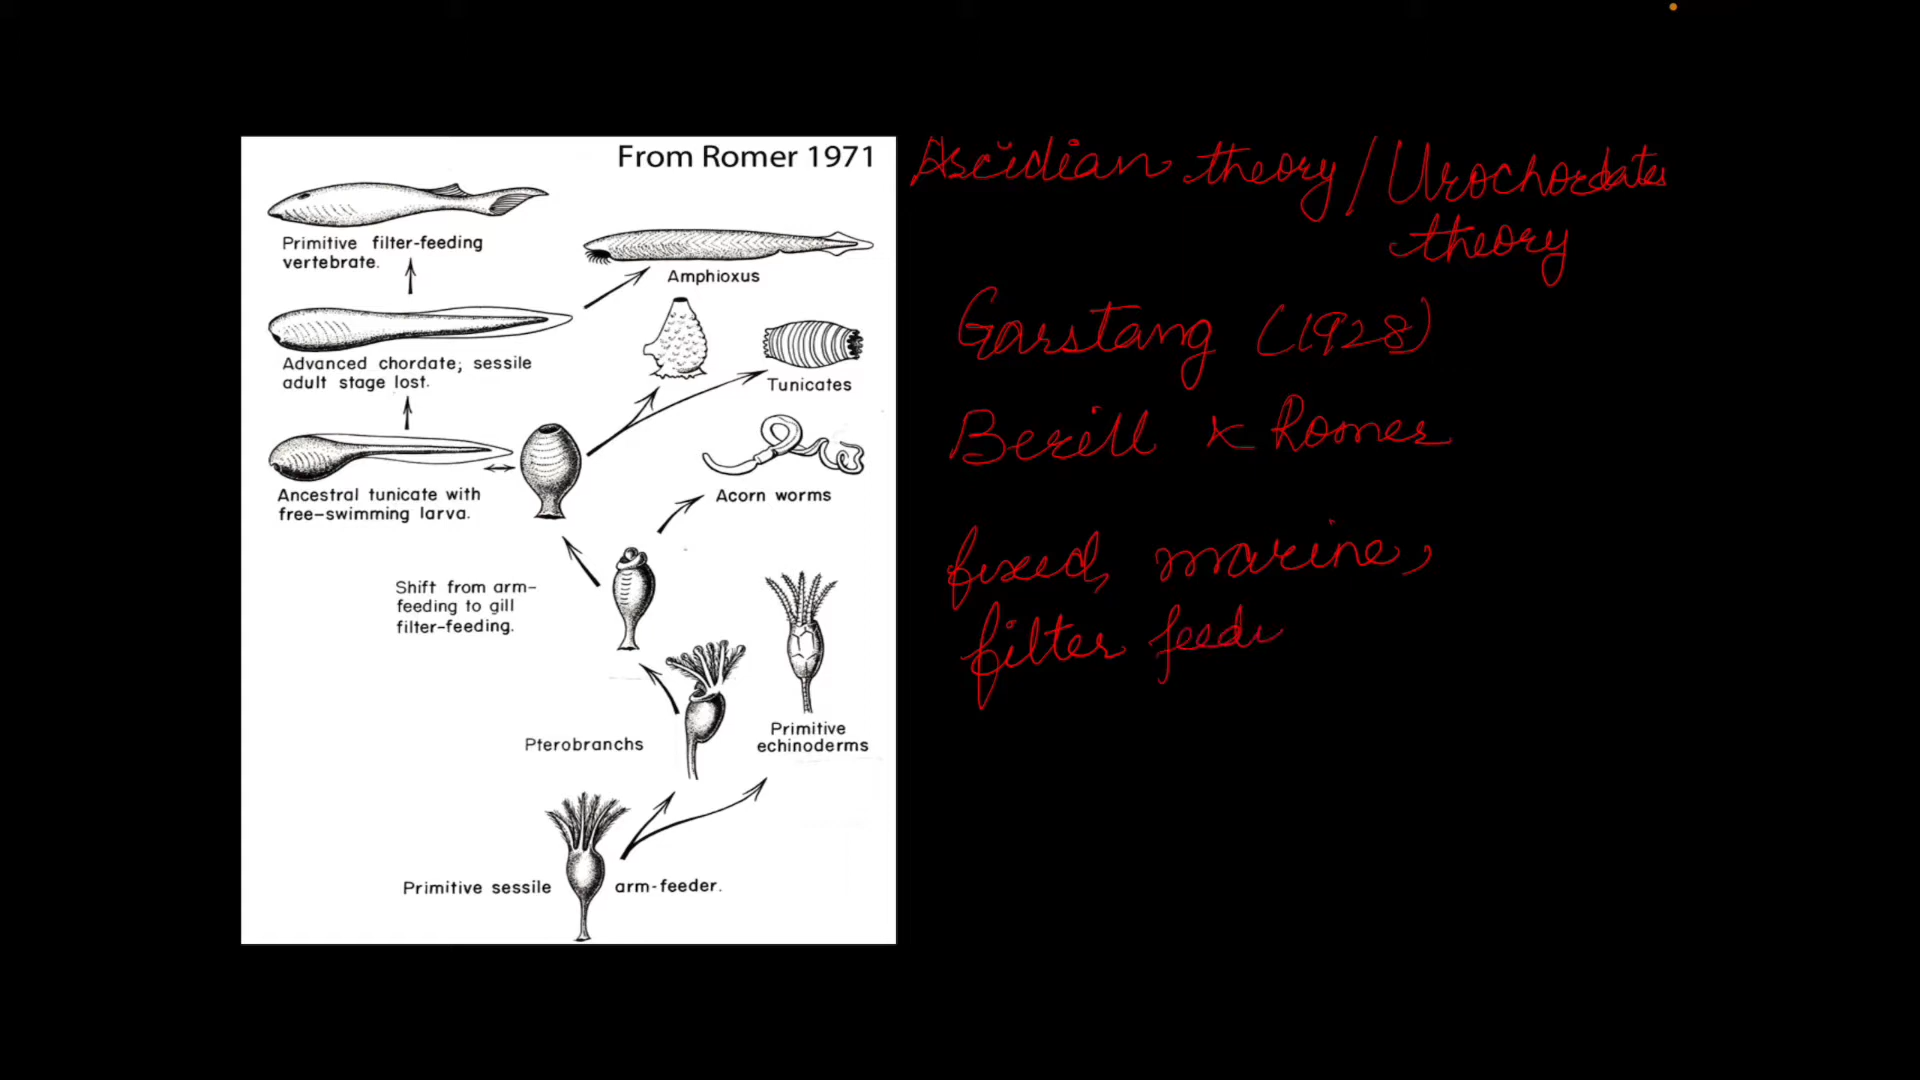 From Romer 1971
Primitive filter-feeding
vertebrate.
Amphioxus
Advanced chordate; sessile
adult stage lost.
Tunicates
Ancestral tunicate with
free-swimming larva.
Acorn worms
Shift from arm-
feeding to gill
filter-feeding.
Pterobranchs
Primitive
echinoderms
Primitive sessile arm-feeder.
Ascidian theory / Urochordates
theory
Garstang (1928)
Berill & Romer
fixed, marine,
filter feede